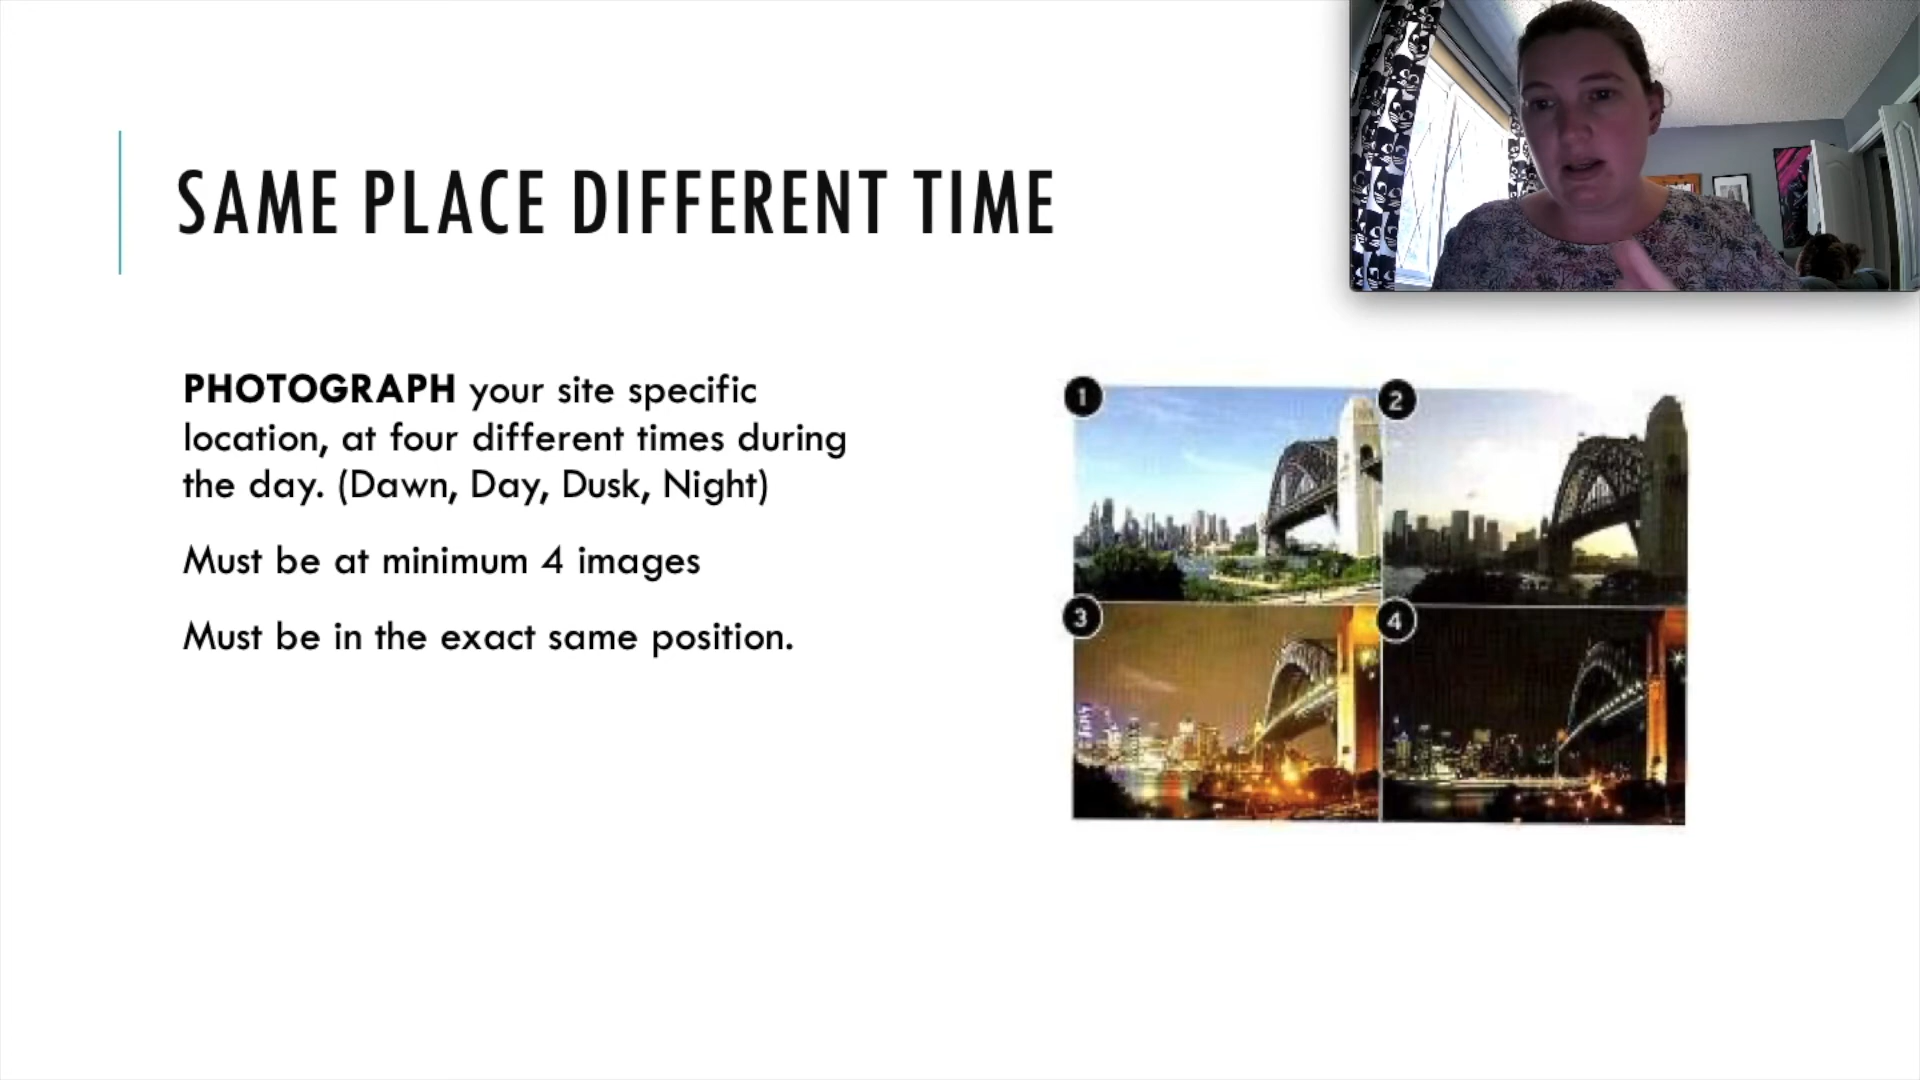 SAME PLACE DIFFERENT TIME
PHOTOGRAPH your site specific
location, at four different times during
the day. (Dawn, Day, Dusk, Night)
Must be at minimum 4 images
Must be in the exact same position.
1
2
3
4